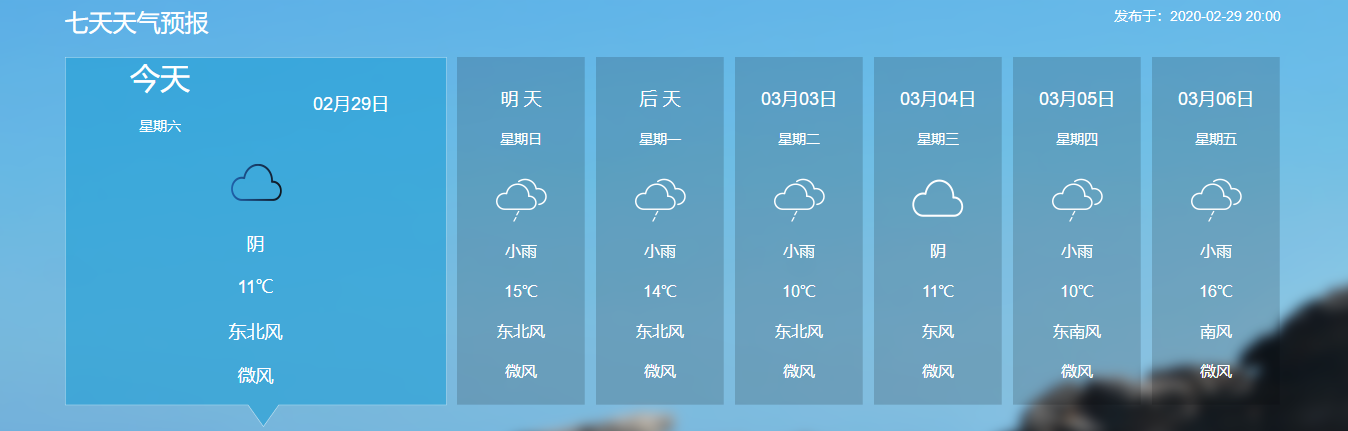 七天天气预报
发布于：2020-02-29 20:00
今天
02月29日
星期六
阴
11℃
东北风
微风
明 天
星期日
小雨
15℃
东北风
微风
后 天
星期一
小雨
14℃
东北风
微风
03月03日
星期二
小雨
10℃
东北风
微风
03月04日
星期三
阴
11℃
东风
微风
03月05日
星期四
小雨
10℃
东南风
微风
03月06日
星期五
小雨
16℃
南风
微风